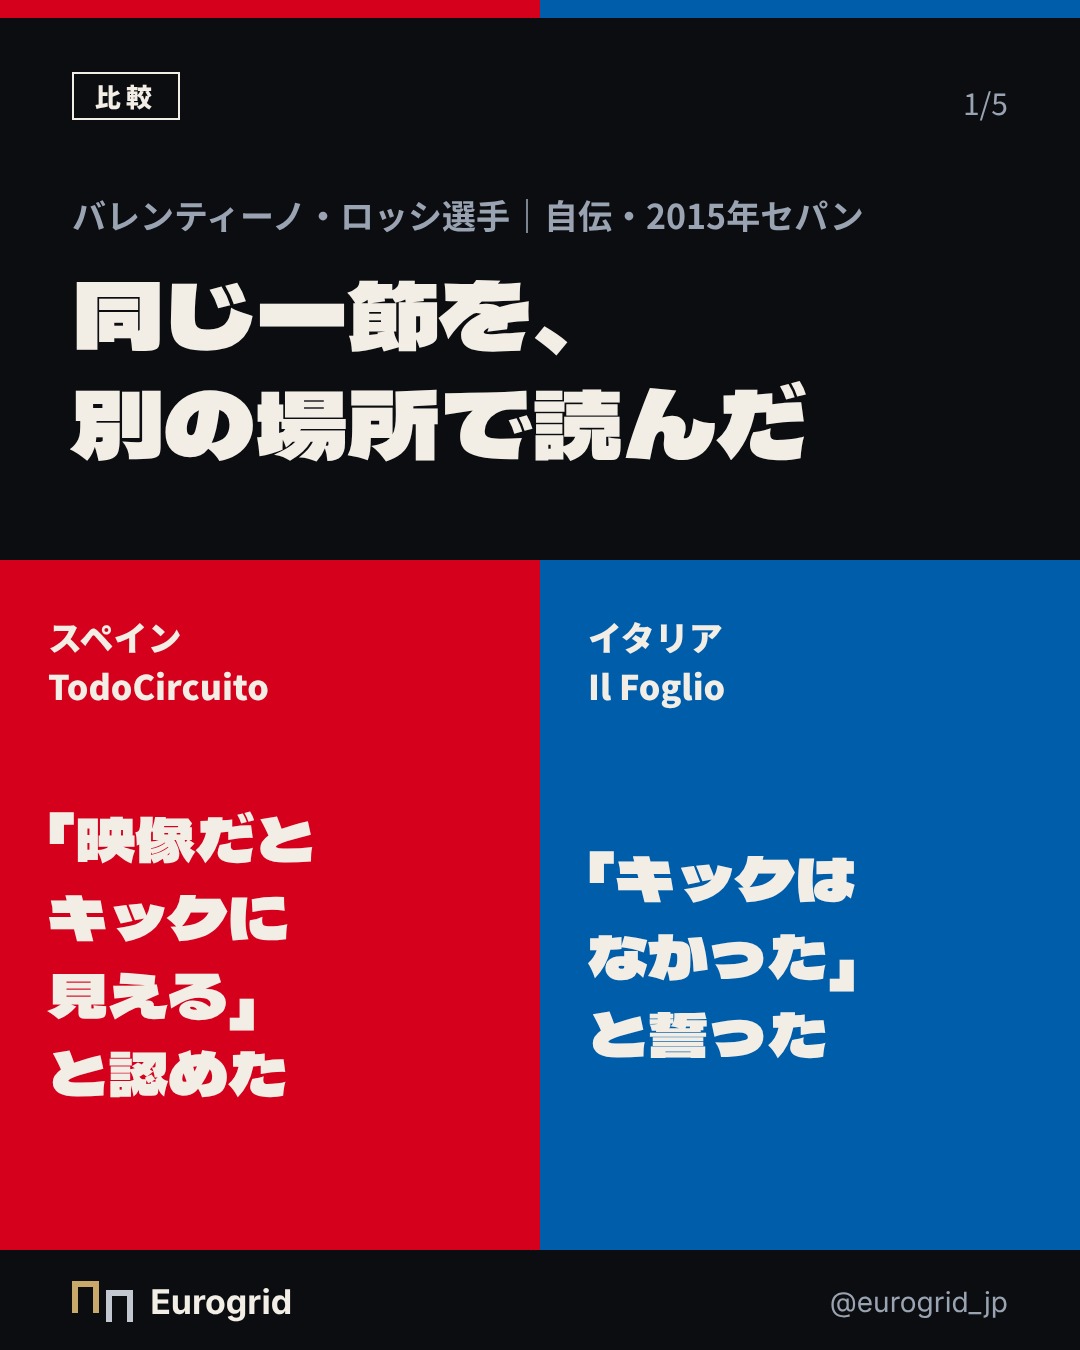 比較
1/5
バレンティーノ・ロッシ選手｜自伝・2015年セパン
同じ一節を、
別の場所で読んだ
スペイン
TodoCircuito
「映像だと
キックに
見える」
と認めた
イタリア
Il Foglio
「キックは
なかった」
と誓った
Eurogrid
@eurogrid_jp